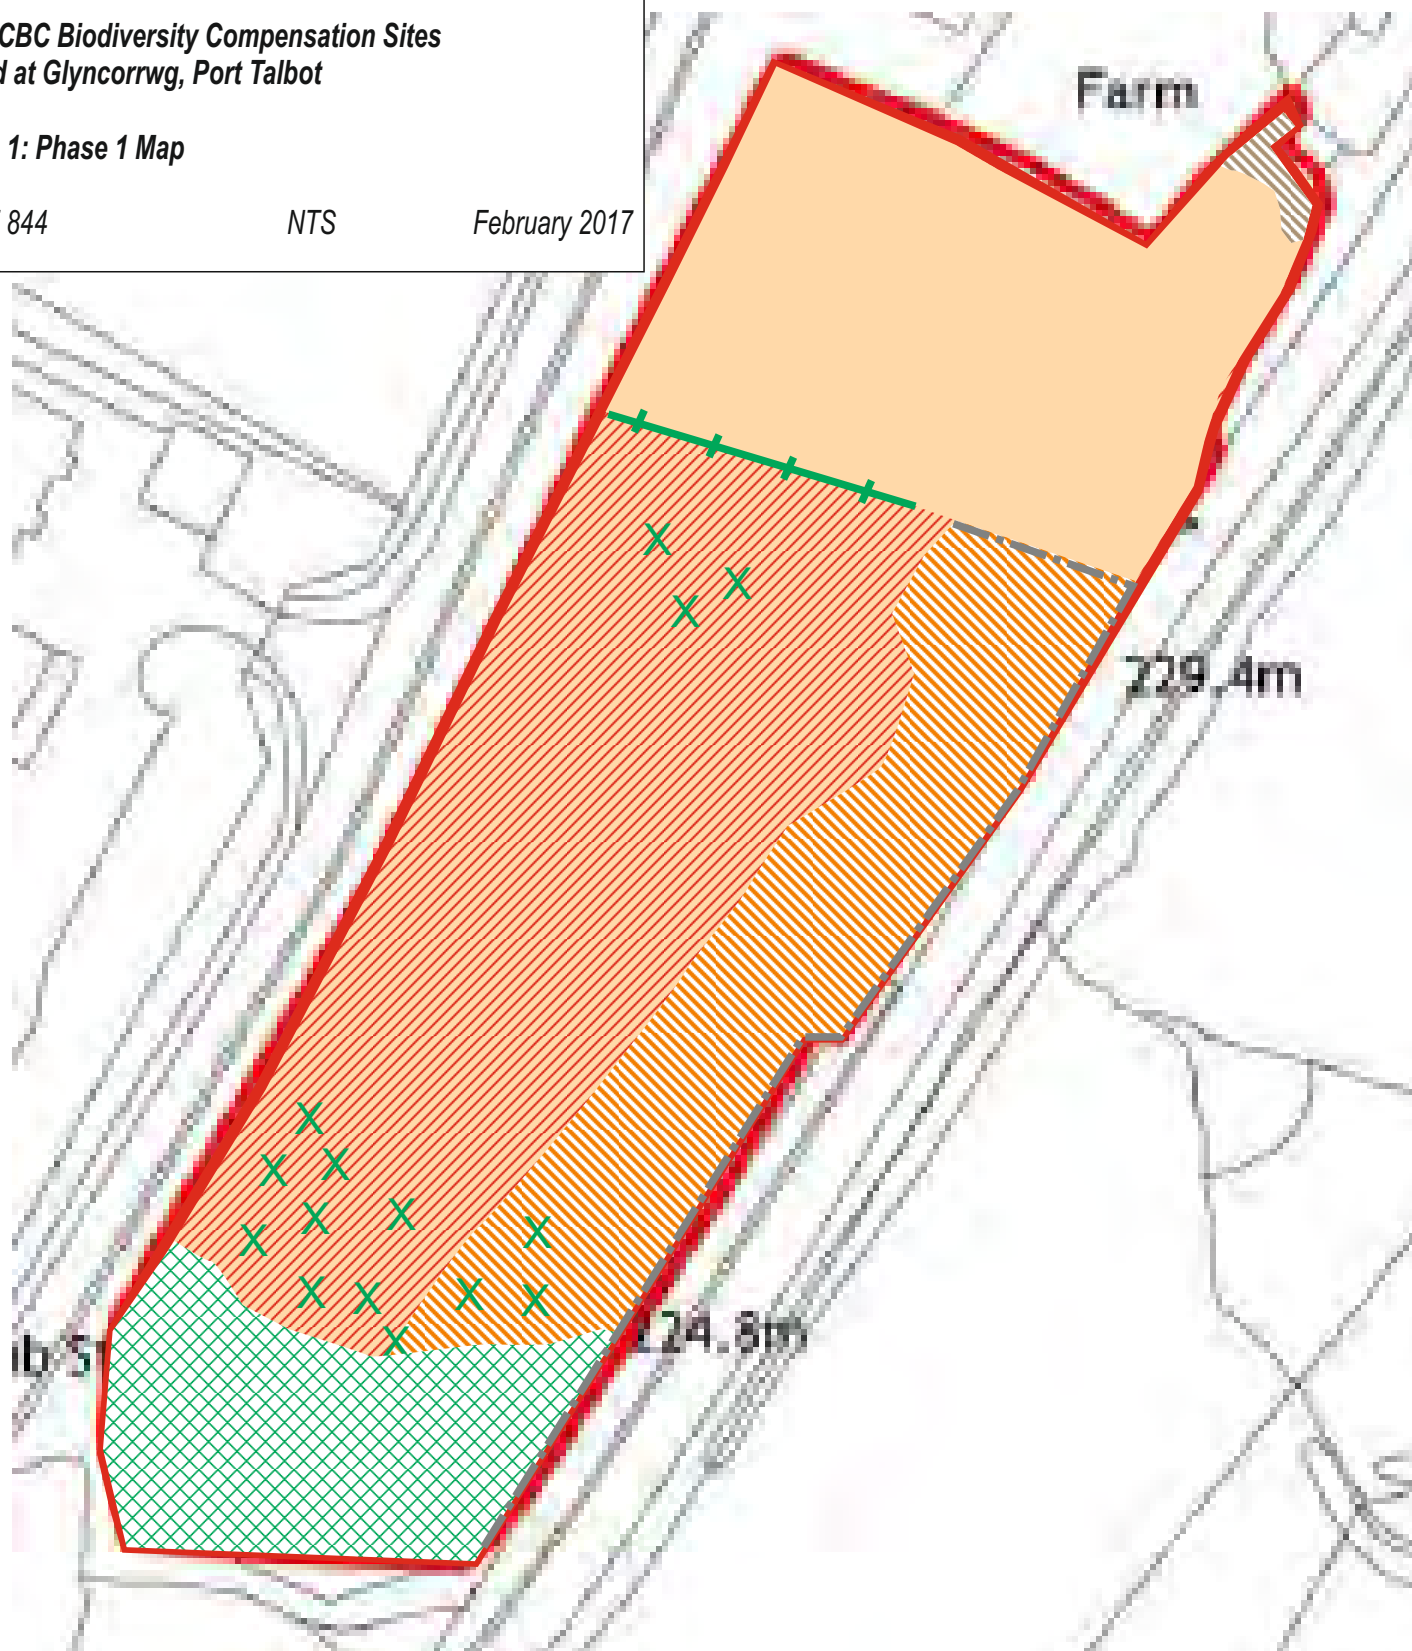 CBC Biodiversity Compensation Sites
d at Glyncorrwg, Port Talbot
1: Phase 1 Map
844 NTS February 2017
Farm
229.4m
224.8m